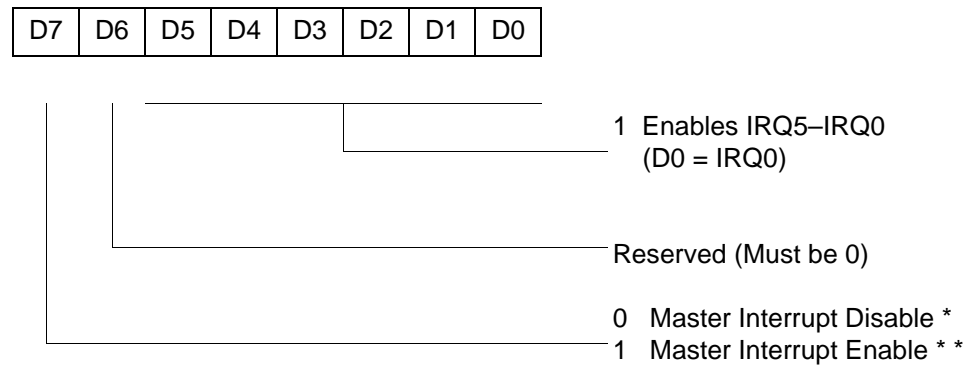 D7 D6 D5 D4 D3 D2 D1 D0
1 Enables IRQ5–IRQ0
(D0 = IRQ0)
Reserved (Must be 0)
0 Master Interrupt Disable *
1 Master Interrupt Enable * *